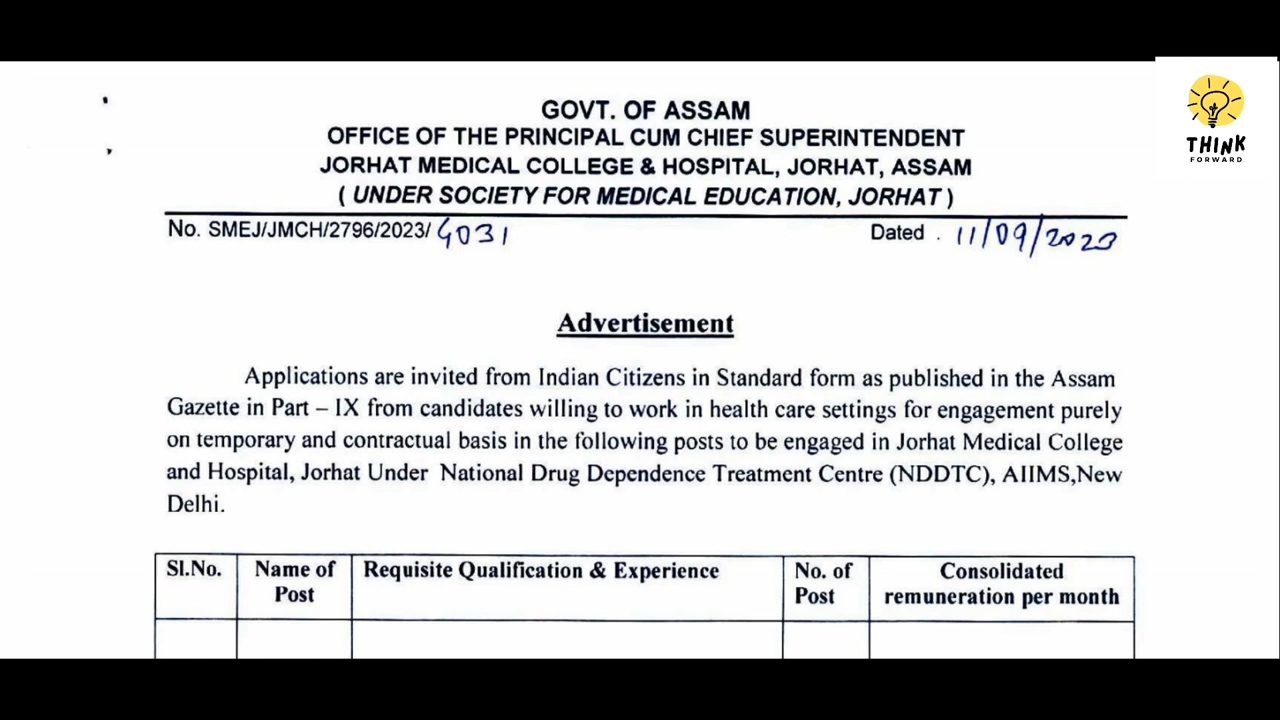 GOVT. OF ASSAM
OFFICE OF THE PRINCIPAL CUM CHIEF SUPERINTENDENT
JORHAT MEDICAL COLLEGE & HOSPITAL, JORHAT, ASSAM
( UNDER SOCIETY FOR MEDICAL EDUCATION, JORHAT )
No. SMEJ/JMCH/2796/2023/ 4031 Dated . 11/09/2023
THINK
FORWARD
Advertisement
Applications are invited from Indian Citizens in Standard form as published in the Assam
Gazette in Part – IX from candidates willing to work in health care settings for engagement purely
on temporary and contractual basis in the following posts to be engaged in Jorhat Medical College
and Hospital, Jorhat Under National Drug Dependence Treatment Centre (NDDTC), AIIMS,New
Delhi.
Sl.No. Name of Requisite Qualification & Experience No. of Consolidated
Post Post remuneration per month